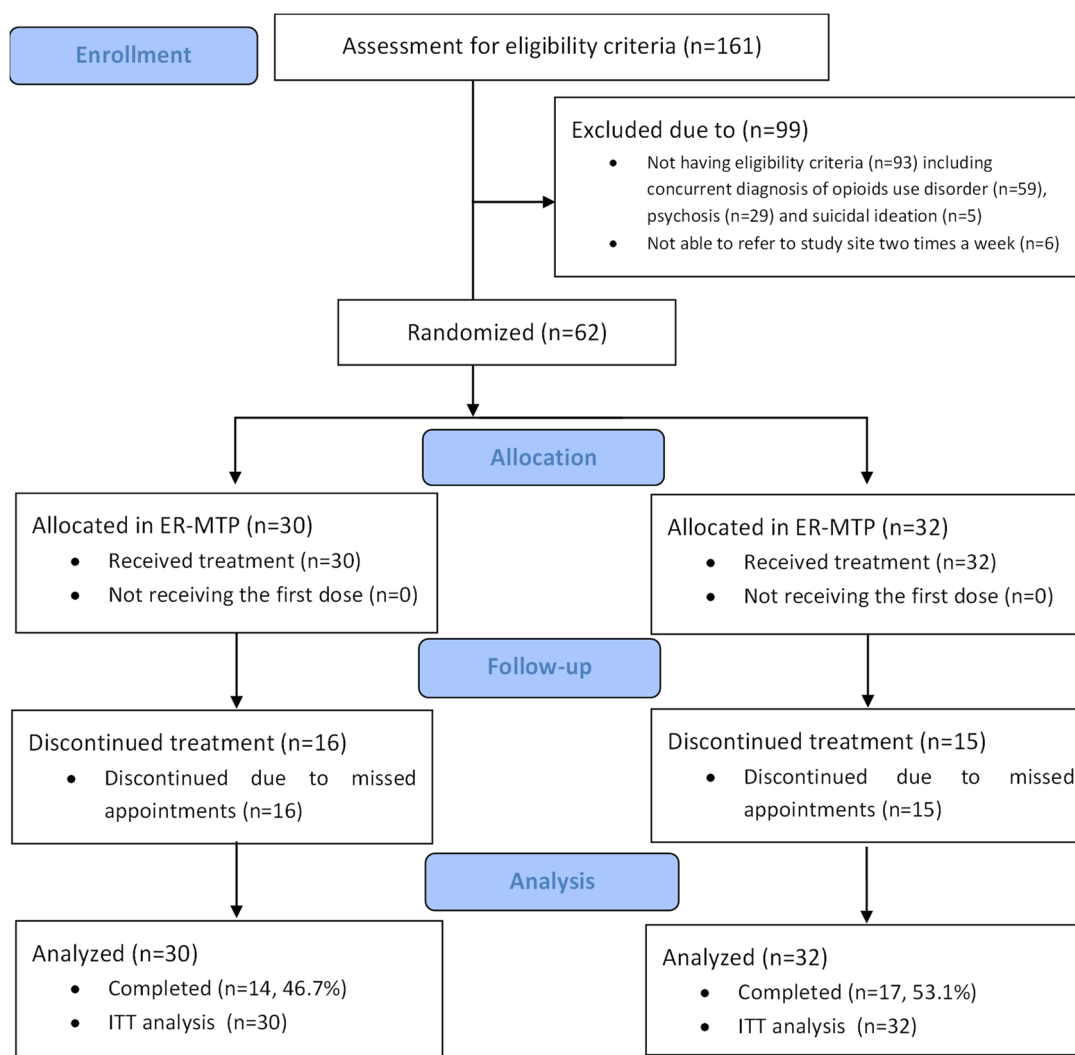 Enrollment
Assessment for eligibility criteria (n=161)
Excluded due to (n=99)
• Not having eligibility criteria (n=93) including
concurrent diagnosis of opioids use disorder (n=59),
psychosis (n=29) and suicidal ideation (n=5)
• Not able to refer to study site two times a week (n=6)
Randomized (n=62)
Allocation
Allocated in ER-MTP (n=30)
• Received treatment (n=30)
• Not receiving the first dose (n=0)
Allocated in ER-MTP (n=32)
• Received treatment (n=32)
• Not receiving the first dose (n=0)
Follow-up
Discontinued treatment (n=16)
• Discontinued due to missed
appointments (n=16)
Discontinued treatment (n=15)
• Discontinued due to missed
appointments (n=15)
Analysis
Analyzed (n=30)
• Completed (n=14, 46.7%)
• ITT analysis (n=30)
Analyzed (n=32)
• Completed (n=17, 53.1%)
• ITT analysis (n=32)